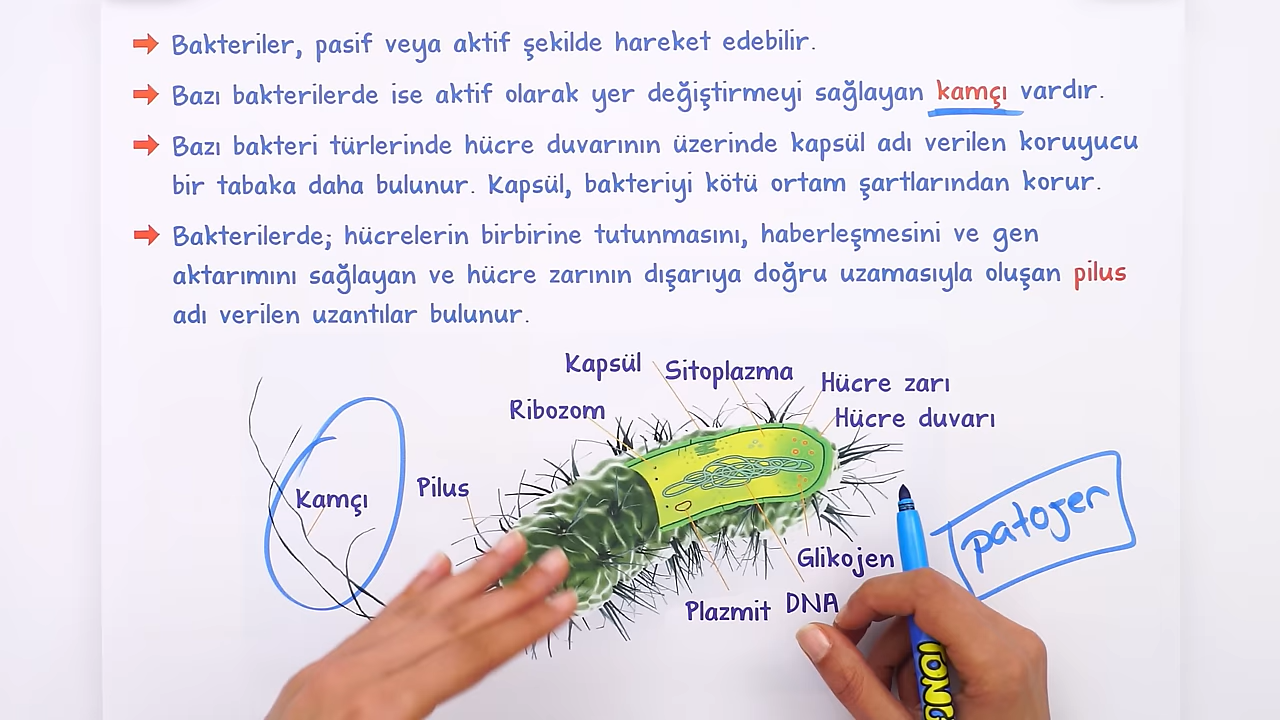 Bakteriler, pasif veya aktif şekilde hareket edebilir.
Bazı bakterilerde ise aktif olarak yer değiştirmeyi sağlayan kamçı vardır.
Bazı bakteri türlerinde hücre duvarının üzerinde kapsül adı verilen koruyucu
bir tabaka daha bulunur. Kapsül, bakteriyi kötü ortam şartlarından korur.
Bakterilerde; hücrelerin birbirine tutunmasını, haberleşmesini ve gen
aktarımını sağlayan ve hücre zarının dışarıya doğru uzamasıyla oluşan pilus
adı verilen uzantılar bulunur.
Kapsül
Sitoplazma
Hücre zarı
Ribozom
Hücre duvarı
Kamçı
Pilus
patojen
Glikojen
Plazmit
DNA